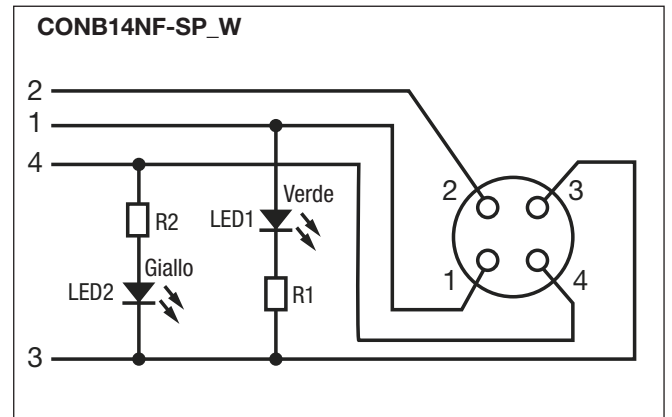 CONB14NF-SP_W
2
1
4
2
3
Verde
LED1
R2
Giallo
LED2
R1
1
4
3